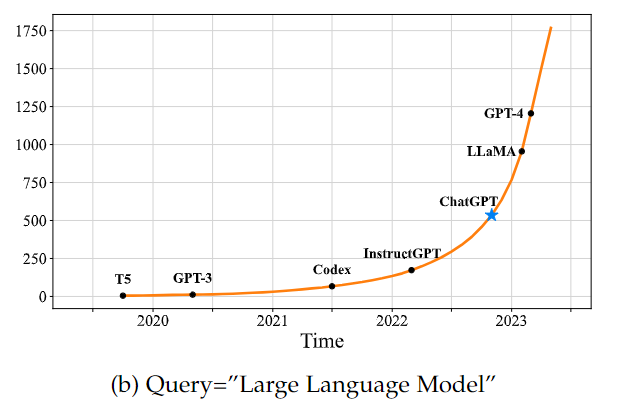 1750
1500
1250
1000
750
500
250
0
GPT-4
LLaMA
ChatGPT
InstructGPT
Codex
T5
GPT-3
2020 2021 2022 2023
Time
(b) Query=”Large Language Model”